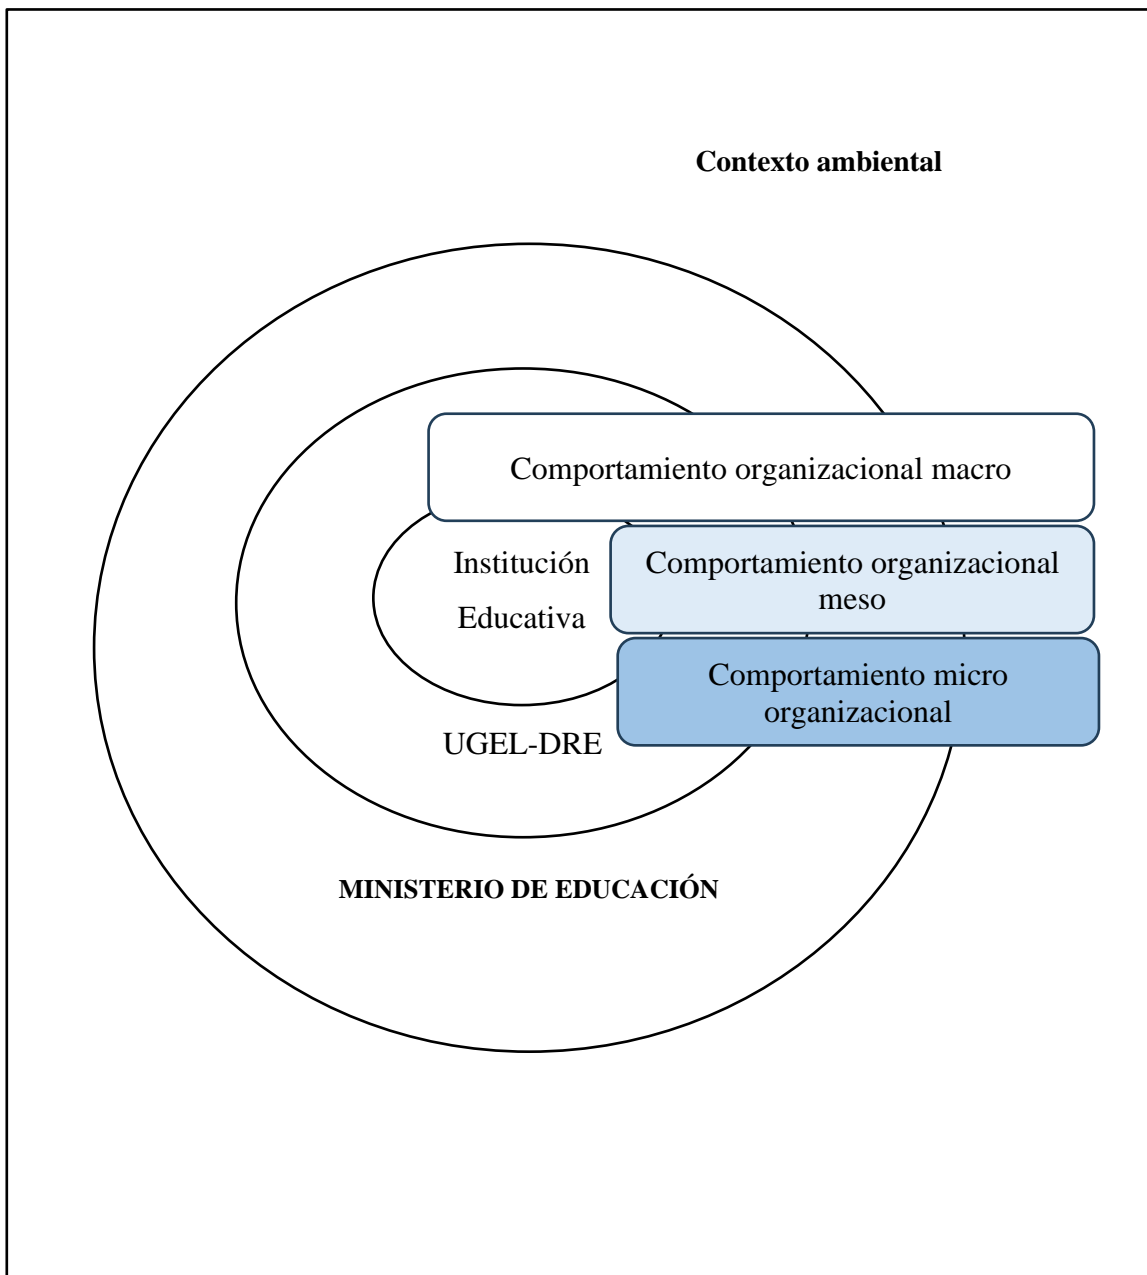 Contexto ambiental
Comportamiento organizacional macro
Institución
Educativa
Comportamiento organizacional
meso
Comportamiento micro
organizacional
UGEL-DRE
MINISTERIO DE EDUCACIÓN